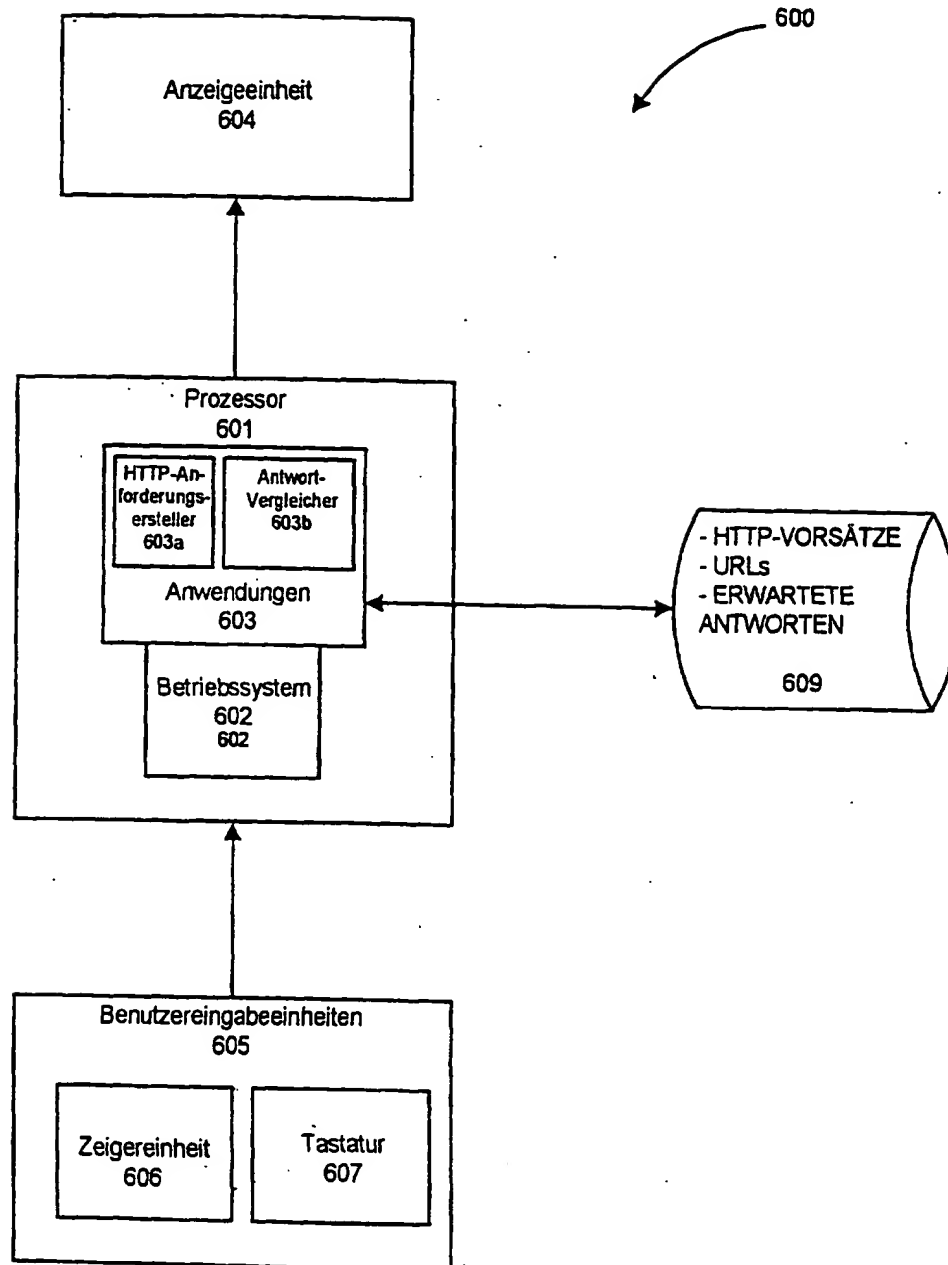 600
Anzeigeeinheit
604
Prozessor
601
HTTP-An-
forderungs-
ersteller
603a
Antwort-
Vergleicher
603b
Anwendungen
603
Betriebssystem
602
602
- HTTP-VORSÄTZE
- URLs
- ERWARTETE
ANTWORTEN
609
Benutzereingabeeinheiten
605
Zeigereinheit
606
Tastatur
607